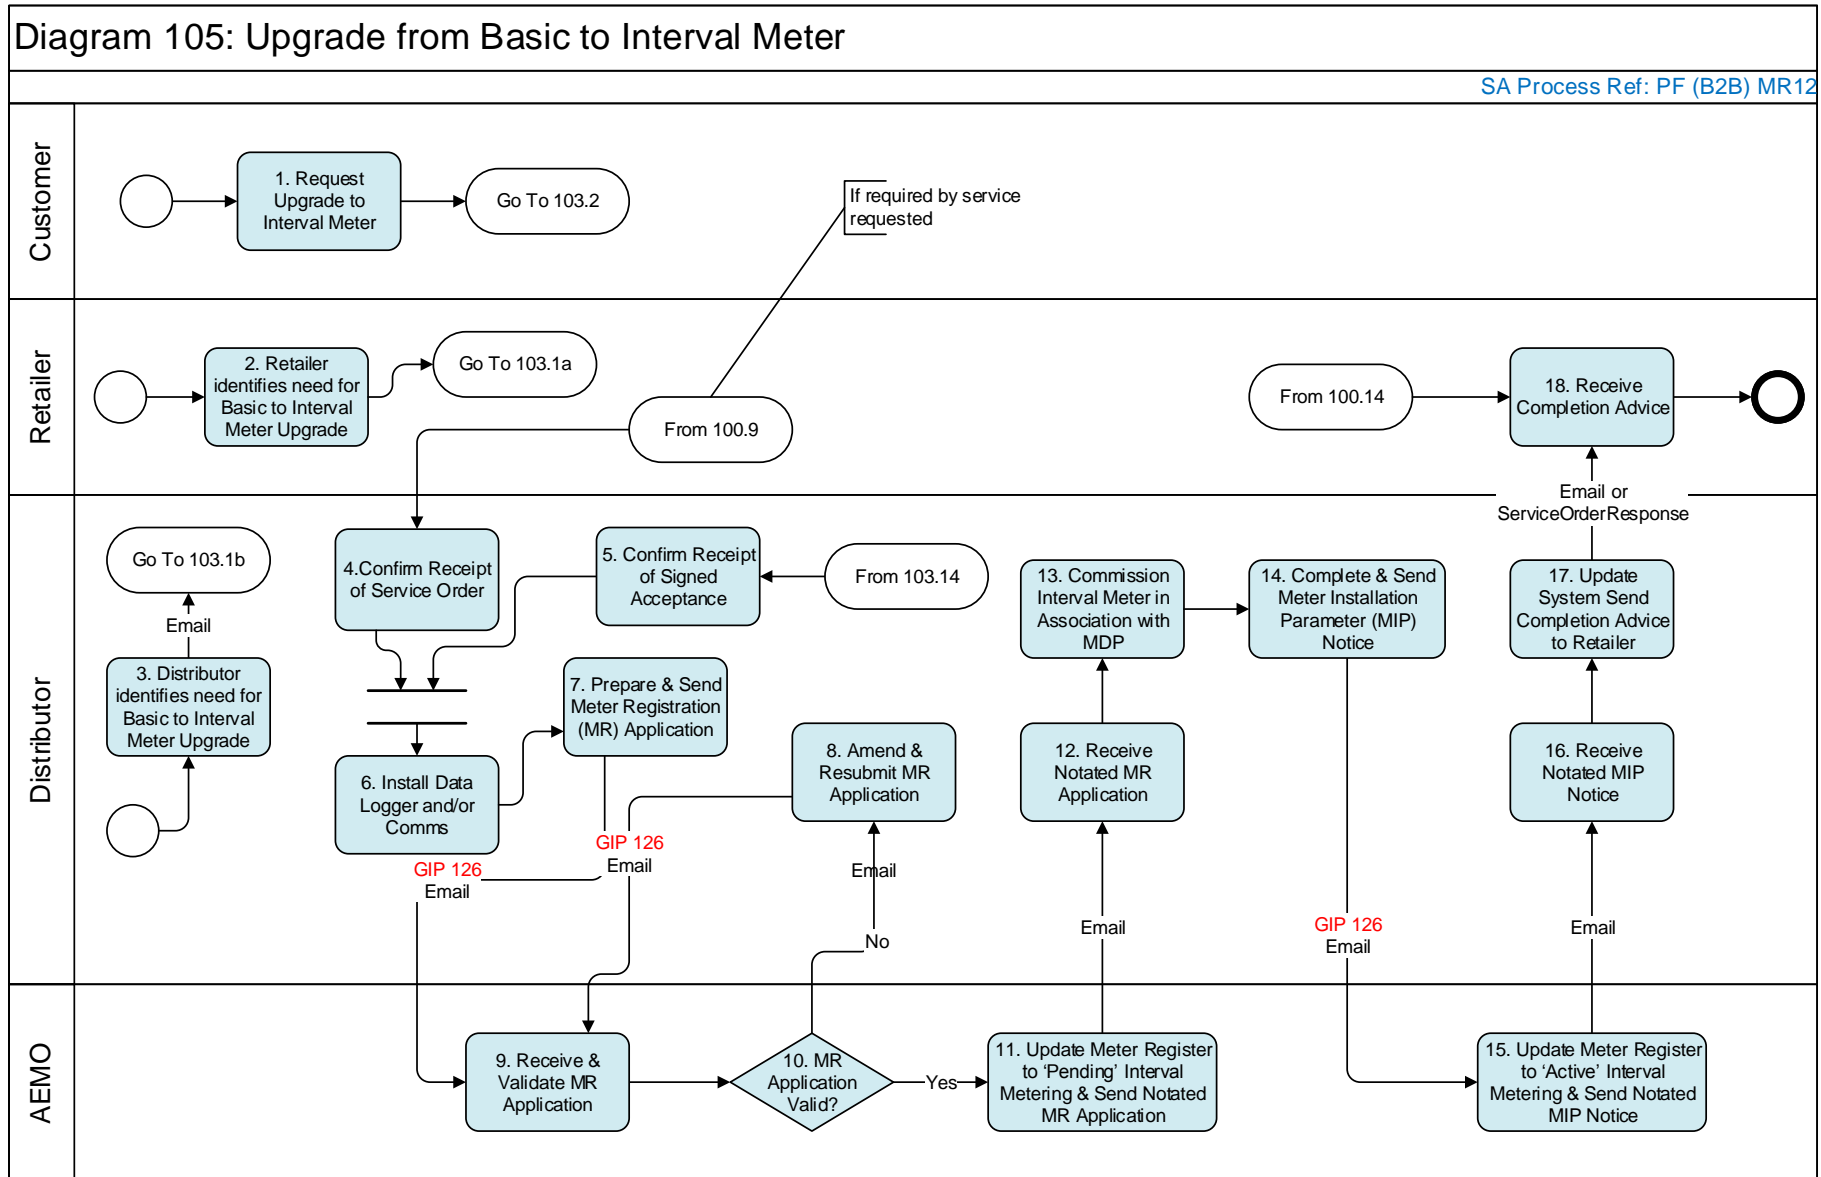 Diagram 105: Upgrade from Basic to Interval Meter
SA Process Ref: PF (B2B) MR12
Customer
1. Request
Upgrade to
Interval Meter
Go To 103.2
If required by service
requested
Retailer
2. Retailer
identifies need for
Basic to Interval
Meter Upgrade
Go To 103.1a
From 100.9
From 100.14
18. Receive
Completion Advice
Email or
ServiceOrderResponse
Distributor
Go To 103.1b
Email
3. Distributor
identifies need for
Basic to Interval
Meter Upgrade
4.Confirm Receipt
of Service Order
5. Confirm Receipt
of Signed
Acceptance
From 103.14
6. Install Data
Logger and/or
Comms
7. Prepare & Send
Meter Registration
(MR) Application
8. Amend &
Resubmit MR
Application
GIP 126
Email
GIP 126
Email
Email
No
13. Commission
Interval Meter in
Association with
MDP
12. Receive
Notated MR
Application
Email
14. Complete & Send
Meter Installation
Parameter (MIP)
Notice
GIP 126
Email
17. Update
System Send
Completion Advice
to Retailer
16. Receive
Notated MIP
Notice
Email
AEMO
9. Receive &
Validate MR
Application
10. MR
Application
Valid?
Yes
11. Update Meter Register
to ‘Pending’ Interval
Metering & Send Notated
MR Application
15. Update Meter Register
to ‘Active’ Interval
Metering & Send Notated
MIP Notice